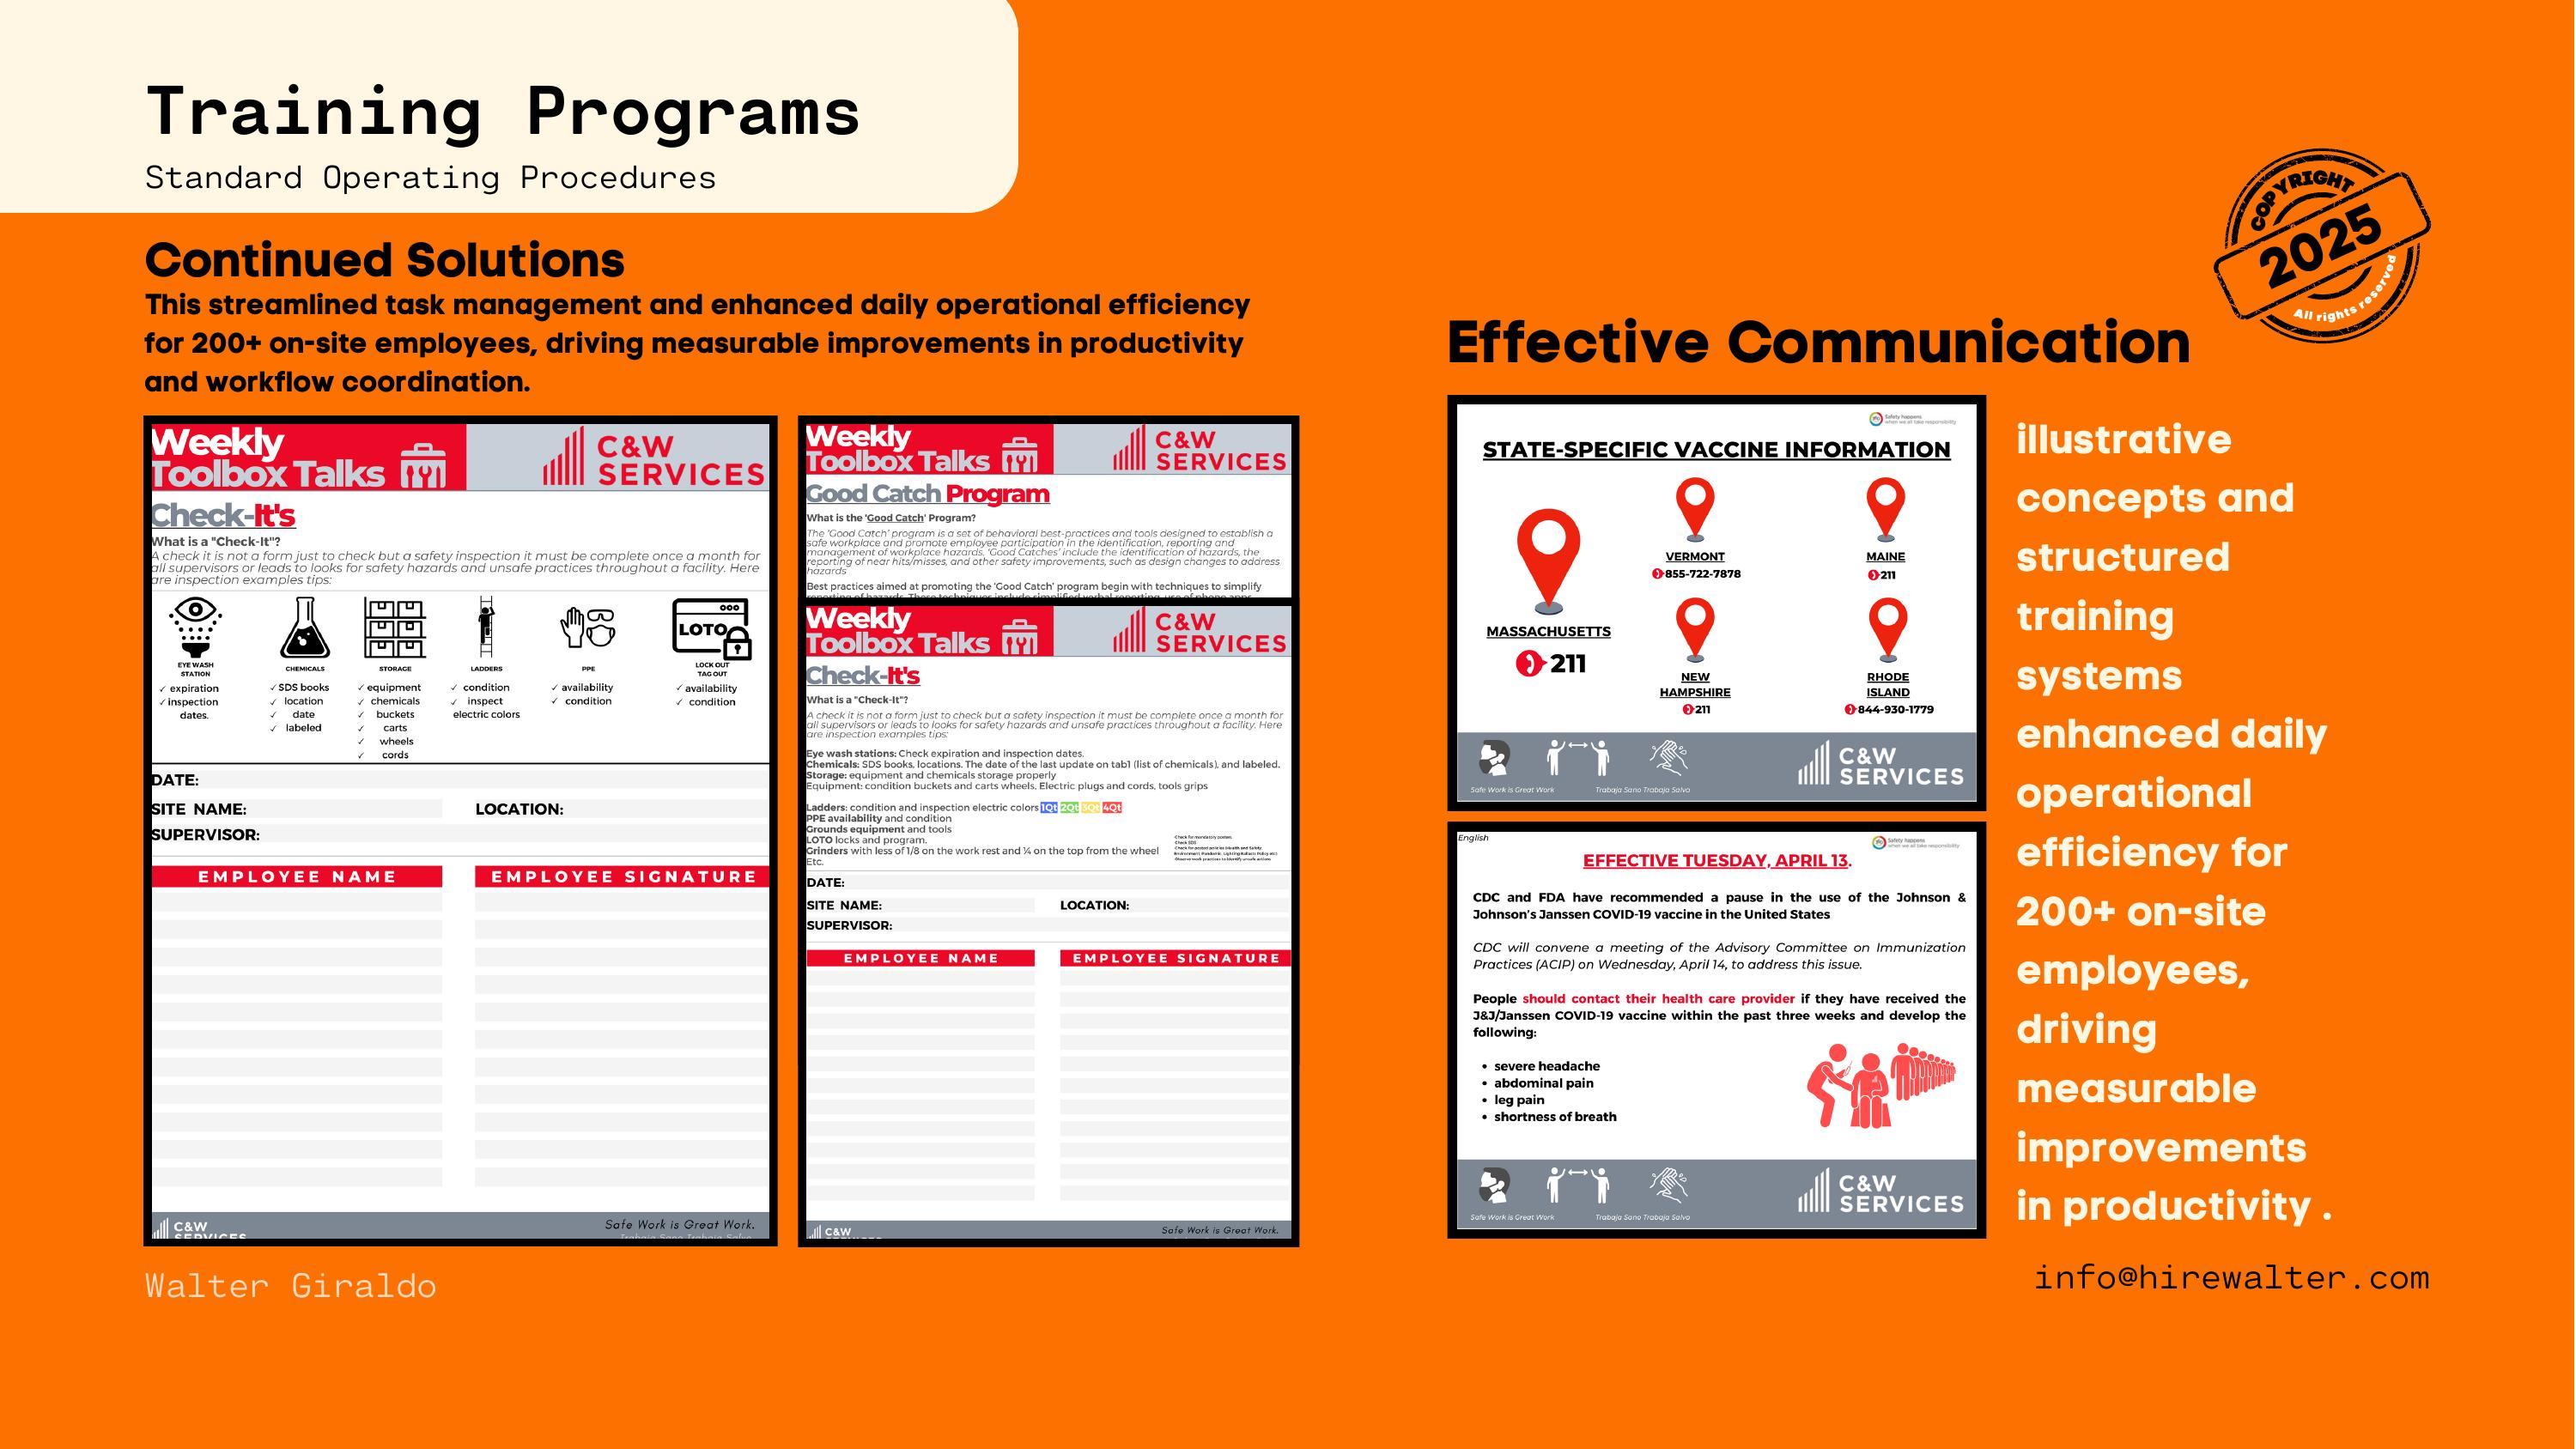 Training Programs
Standard Operating Procedures
Continued Solutions
This streamlined task management and enhanced daily operational efficiency
for 200+ on-site employees, driving measurable improvements in productivity
and workflow coordination.
Weekly
Toolbox Talks
C&W
SERVICES
Check-It's
What is a "Check-It"?
A check it is not a form just to check but a safety inspection it must be complete once a month for
all supervisors or leads to looks for safety hazards and unsafe practices throughout a facility. Here
are inspection examples tips:
LOTO
EYE WASH
STATION
✓ expiration
✓ inspection
dates.
CHEMICALS
✓ SDS books
✓ location
✓ date
✓ labeled
STORAGE
✓ equipment
✓ chemicals
✓ buckets
✓ carts
✓ wheels
✓ cords
LADDERS
✓ condition
✓ inspect
electric colors
PPE
✓ availability
✓ condition
LOCK OUT
TAG OUT
✓ availability
✓ condition
DATE:
SITE NAME: LOCATION:
SUPERVISOR:
EMPLOYEE NAME EMPLOYEE SIGNATURE
C&W
SERVICES
Safe Work is Great Work.
Trabajo Sano Trabajo Salvo
Weekly
Toolbox Talks
C&W
SERVICES
Good Catch Program
What is the 'Good Catch' Program?
The 'Good Catch' program is a set of behavioral best-practices and tools designed to establish a
safe workplace and promote employee participation in the identification, reporting and
management of workplace hazards. 'Good Catches' include the identification of hazards, the
reporting of near hits/misses, and other safety improvements, such as design changes to address
hazards
Best practices aimed at promoting the 'Good Catch' program begin with techniques to simplify
reporting of hazards. These techniques include simplified verbal reporting, use of phone apps
Weekly
Toolbox Talks
C&W
SERVICES
Check-It's
What is a "Check-It"?
A check it is not a form just to check but a safety inspection it must be complete once a month for
all supervisors or leads to looks for safety hazards and unsafe practices throughout a facility. Here
are inspection examples tips:
Eye wash stations: Check expiration and inspection dates.
Chemicals: SDS books, locations. The date of the last update on tab1 (list of chemicals), and labeled.
Storage: equipment and chemicals storage properly
Equipment: condition buckets and carts wheels, Electric plugs and cords, tools grips
Ladders: condition and inspection electric colors 1Qt 2Qt 3Qt 4Qt
PPE availability and condition
Grounds equipment and tools
LOTO locks and program.
Grinders with less of 1/8 on the work rest and ¼ on the top from the wheel
Etc.
Check for mandatory posters
Check SDS
DATE:
SITE NAME: LOCATION:
SUPERVISOR:
EMPLOYEE NAME EMPLOYEE SIGNATURE
C&W
Safe Work is Great Work.
COPYRIGHT
2025
All rights reserved
Effective Communication
Safety happens
when we all take responsibility
STATE-SPECIFIC VACCINE INFORMATION
MASSACHUSETTS
211
VERMONT
855-722-7878
MAINE
211
NEW
HAMPSHIRE
211
RHODE
ISLAND
844-930-1779
Safe Work is Great Work Trabajo Sano Trabajo Salvo
C&W
SERVICES
English
Safety happens
when we all take responsibility
EFFECTIVE TUESDAY, APRIL 13.
CDC and FDA have recommended a pause in the use of the Johnson &
Johnson's Janssen COVID-19 vaccine in the United States
CDC will convene a meeting of the Advisory Committee on Immunization
Practices (ACIP) on Wednesday, April 14, to address this issue.
People should contact their health care provider if they have received the
J&J/Janssen COVID-19 vaccine within the past three weeks and develop the
following:
• severe headache
• abdominal pain
• leg pain
• shortness of breath
Safe Work is Great Work Trabajo Sano Trabajo Salvo
C&W
SERVICES
illustrative
concepts and
structured
training
systems
enhanced daily
operational
efficiency for
200+ on-site
employees,
driving
measurable
improvements
in productivity .
Walter Giraldo
info@hirewalter.com